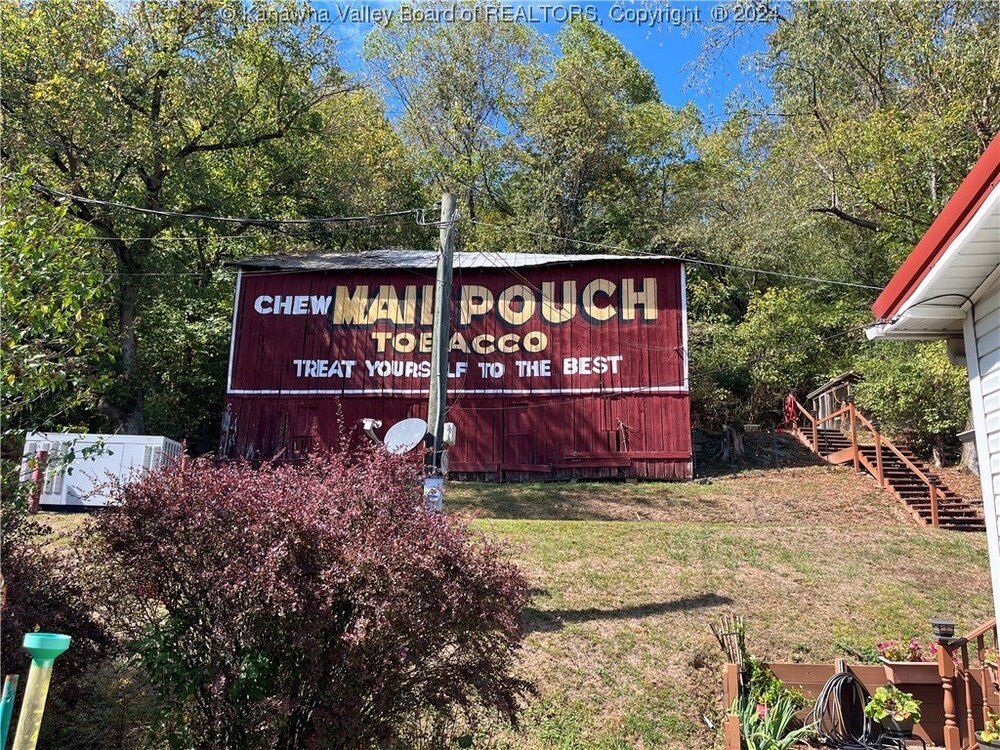 © Kanawha Valley Board of REALTORS, Copyright ® 2024
CHEW MAIL POUCH
TOBACCO
TREAT YOURSELF TO THE BEST